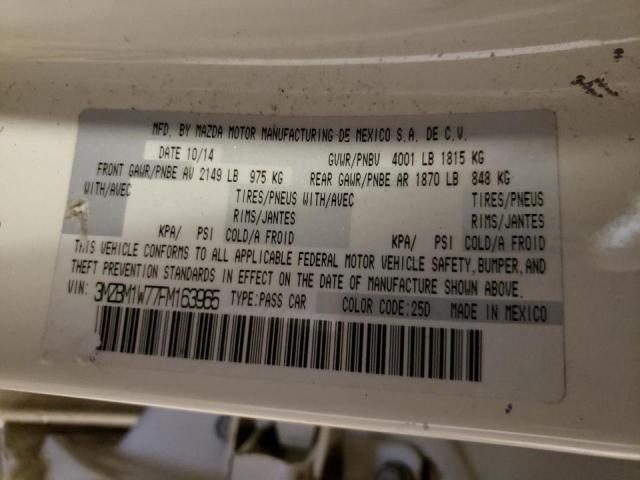 MFD. BY MAZDA MOTOR MANUFACTURING DE MEXICO S.A. DE C.V.
DATE 10/14 GVWR/PNBV 4001 LB 1815 KG
FRONT GAWR/PNBE AV 2149 LB 975 KG REAR GAWR/PNBE AR 1870 LB 848 KG
WITH/AVEC TIRES/PNEUS WITH/AVEC TIRES/PNEUS
RIMS/JANTES RIMS/JANTES
KPA/ PSI COLD/A FROID KPA/ PSI COLD/A FROID
THIS VEHICLE CONFORMS TO ALL APPLICABLE FEDERAL MOTOR VEHICLE SAFETY, BUMPER, AND
THEFT PREVENTION STANDARDS IN EFFECT ON THE DATE OF MANUFACTURE SHOWN ABOVE.
VIN: 3MZBM1W77FM163965 TYPE:PASS CAR COLOR CODE:25D MADE IN MEXICO